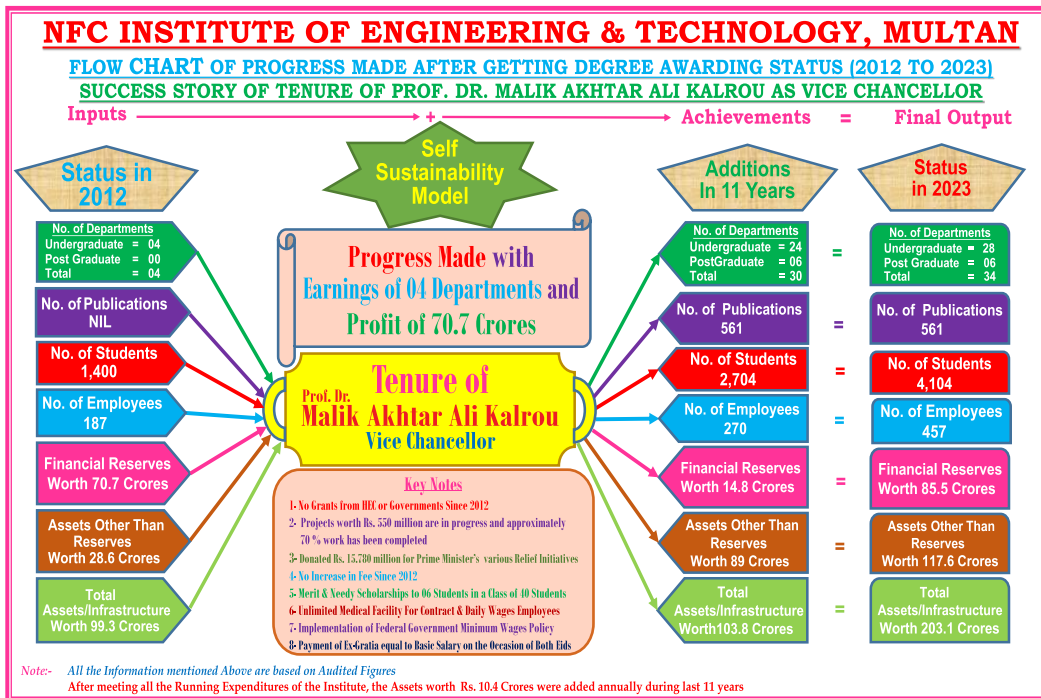 NFC INSTITUTE OF ENGINEERING & TECHNOLOGY, MULTAN
FLOW CHART OF PROGRESS MADE AFTER GETTING DEGREE AWARDING STATUS (2012 TO 2023)
SUCCESS STORY OF TENURE OF PROF. DR. MALIK AKHTAR ALI KALROU AS VICE CHANCELLOR
Inputs + Achievements = Final Output
Status in
2012
No. of Departments
Undergraduate = 04
Post Graduate = 00
Total = 04
No. of Publications
NIL
No. of Students
1,400
No. of Employees
187
Financial Reserves
Worth 70.7 Crores
Assets Other Than
Reserves
Worth 28.6 Crores
Total
Assets/Infrastructure
Worth 99.3 Crores
Self
Sustainability
Model
Progress Made with
Earnings of 04 Departments and
Profit of 70.7 Crores
Tenure of
Prof. Dr.
Malik Akhtar Ali Kalrou
Vice Chancellor
Key Notes
1- No Grants from HEC or Governments Since 2012
2- Projects worth Rs. 550 million are in progress and approximately
70 % work has been completed
3- Donated Rs. 15.780 million for Prime Minister's various Relief Initiatives
4- No Increase in Fee Since 2012
5- Merit & Needy Scholarships to 06 Students in a Class of 40 Students
6- Unlimited Medical Facility For Contract & Daily Wages Employees
7- Implementation of Federal Government Minimum Wages Policy
8- Payment of Ex-Gratia equal to Basic Salary on the Occasion of Both Eids
Additions
In 11 Years
No. of Departments
Undergraduate = 24
PostGraduate = 06
Total = 30
=
No. of Publications
561
=
No. of Students
2,704
=
No. of Employees
270
=
Financial Reserves
Worth 14.8 Crores
=
Assets Other Than
Reserves
Worth 89 Crores
=
Total
Assets/Infrastructure
Worth103.8 Crores
=
Status
in 2023
No. of Departments
Undergraduate = 28
Post Graduate = 06
Total = 34
No. of Publications
561
No. of Students
4,104
No. of Employees
457
Financial Reserves
Worth 85.5 Crores
Assets Other Than
Reserves
Worth 117.6 Crores
Total
Assets/Infrastructure
Worth 203.1 Crores
Note:- All the Information mentioned Above are based on Audited Figures
After meeting all the Running Expenditures of the Institute, the Assets worth Rs. 10.4 Crores were added annually during last 11 years